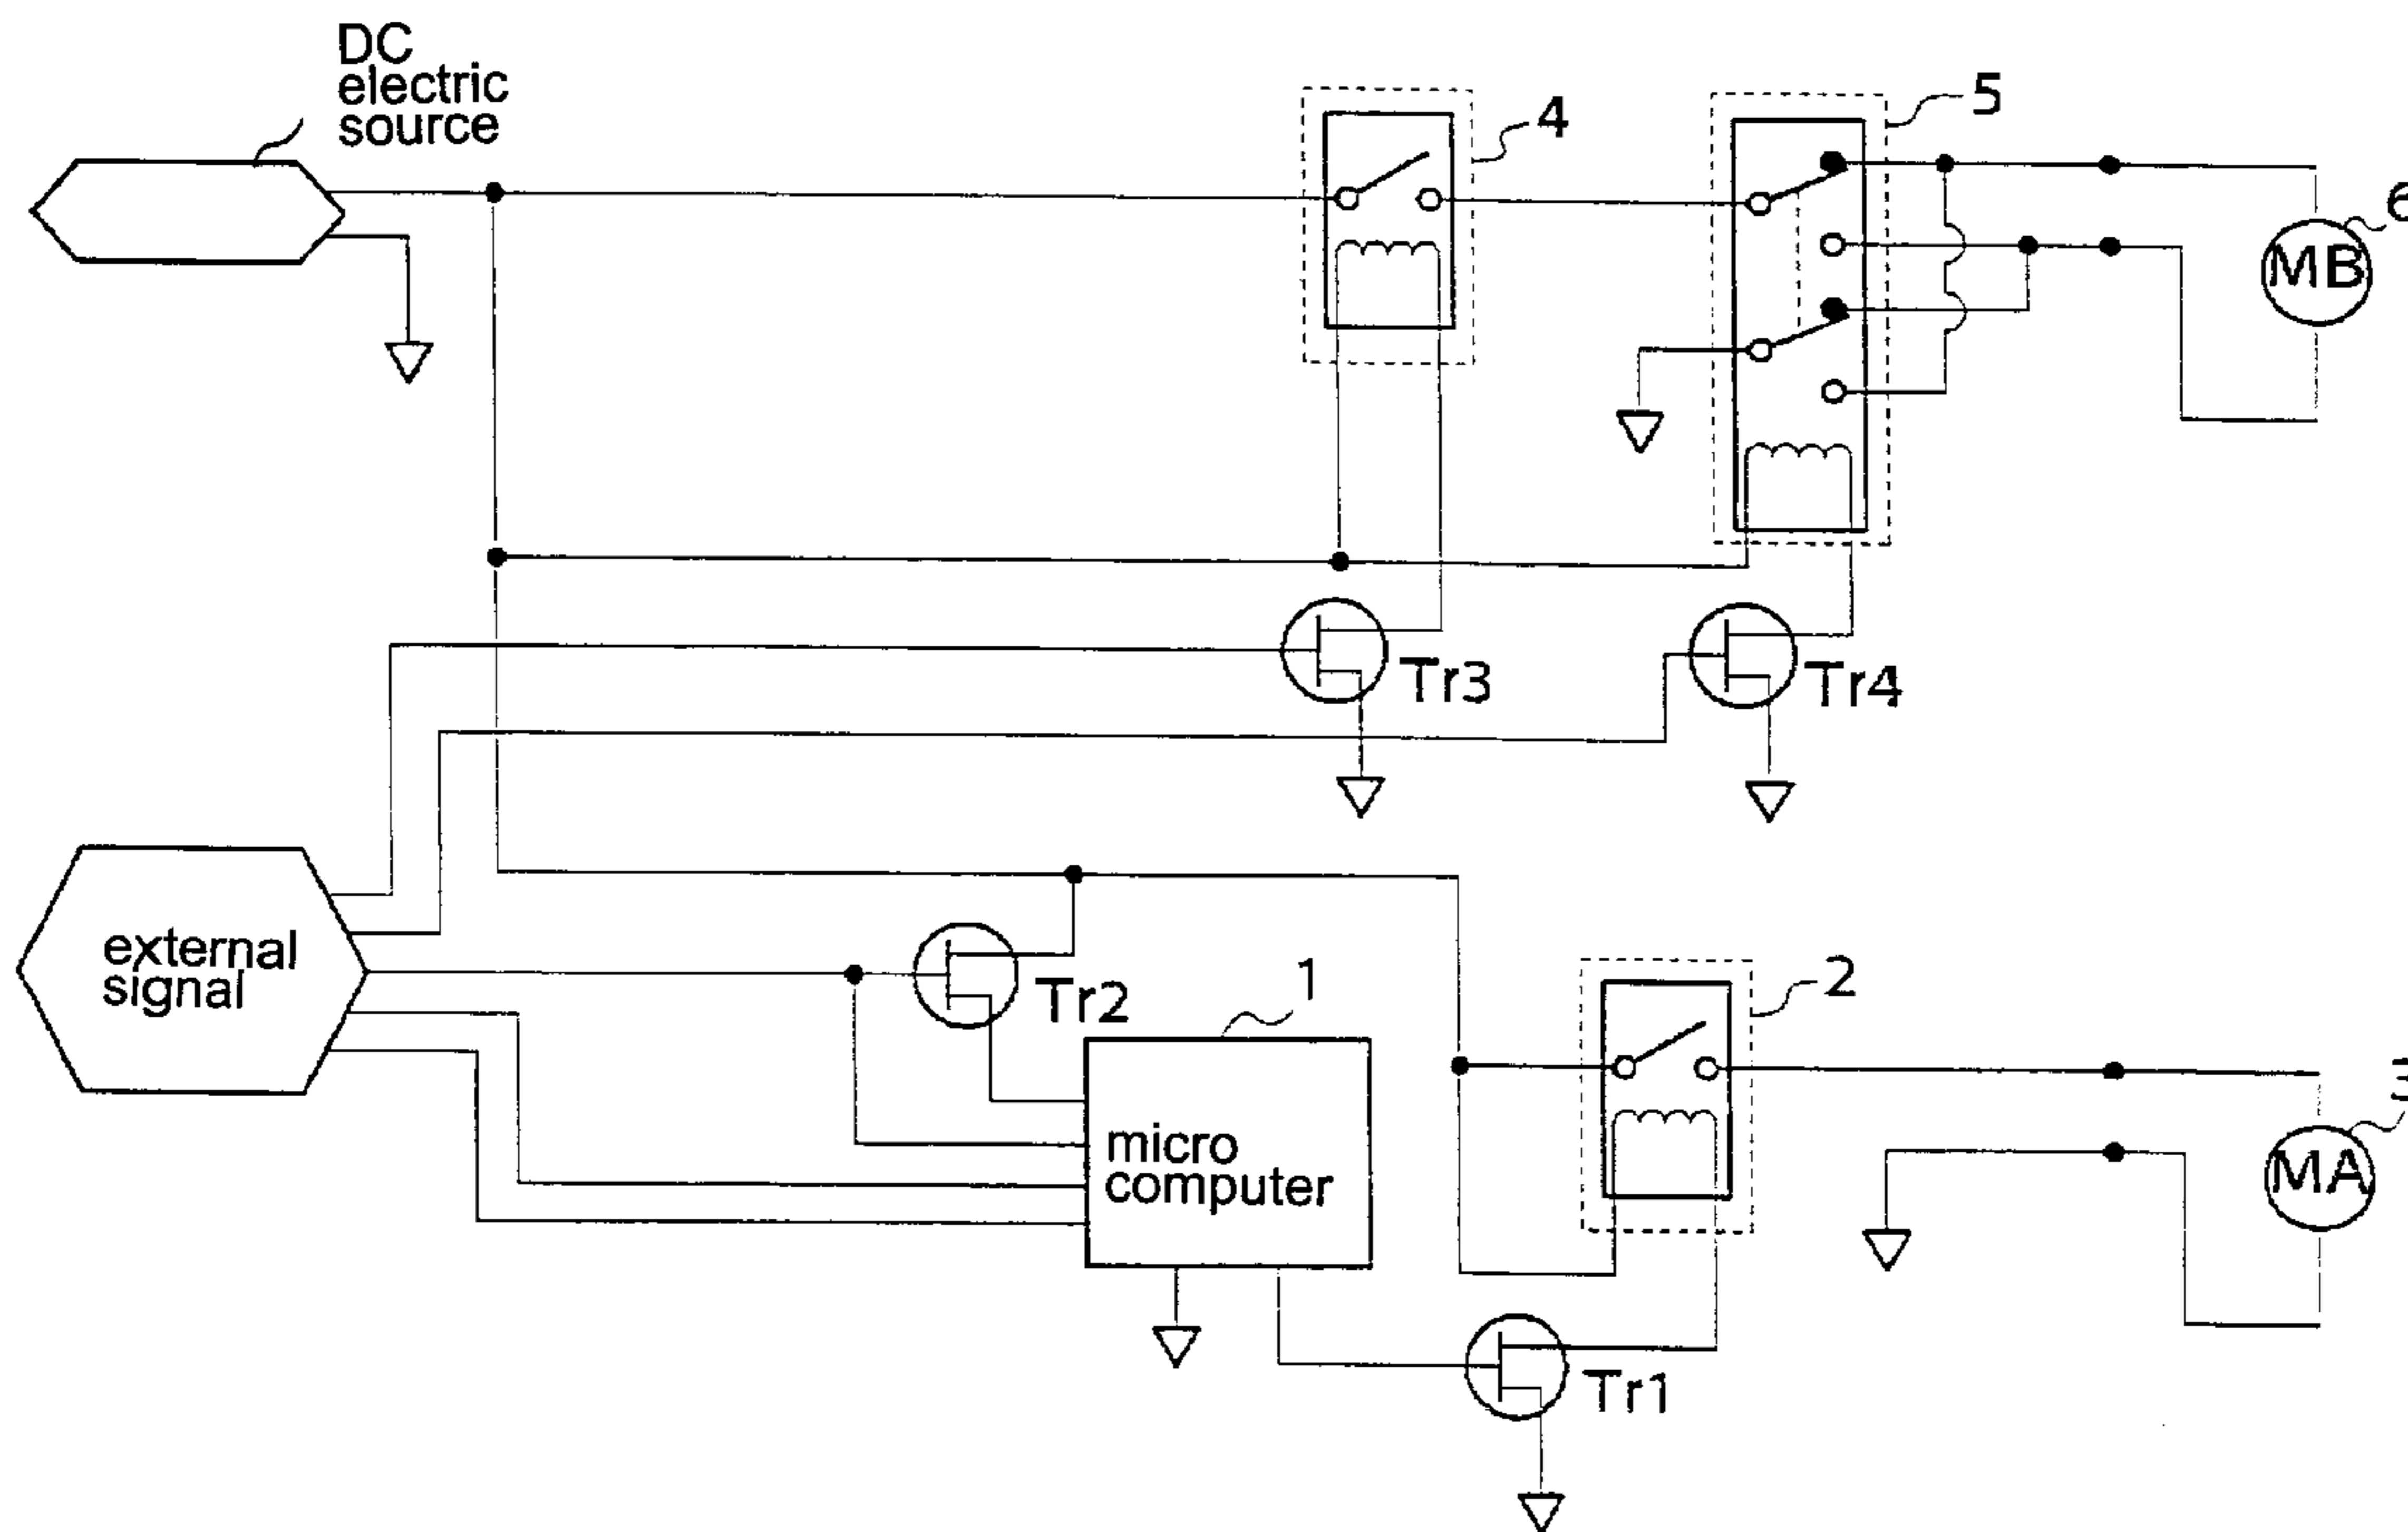 DC
electric
source
4
5
6
MB
Tr3
Tr4
external
signal
Tr2
1
2
micro
computer
MA
Tr1